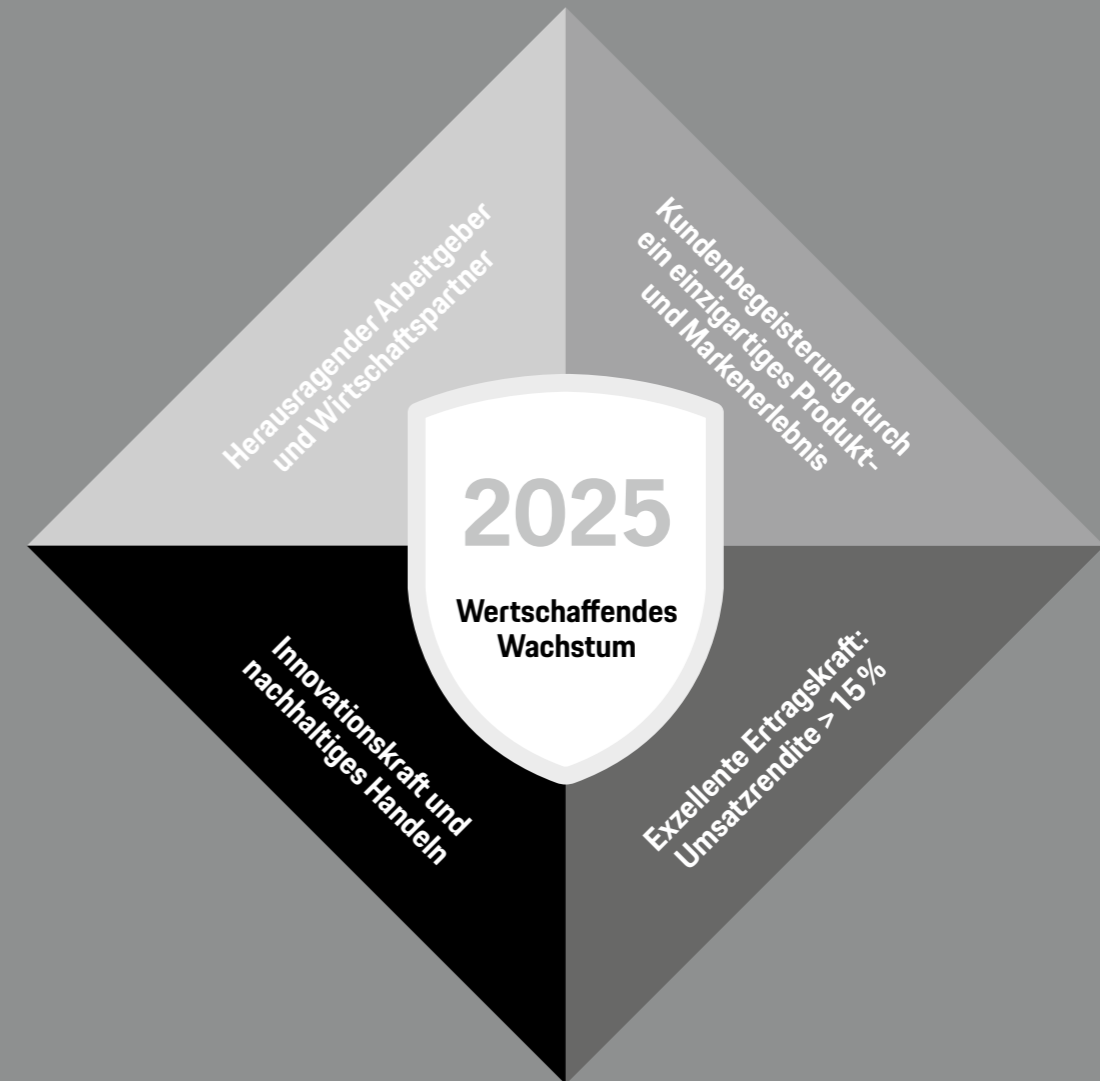 Herausragender Arbeitgeber
und Wirtschaftspartner
Kundenbegeisterung durch
ein einzigartiges Produkt-
und Markenerlebnis
2025
Wertschaffendes
Wachstum
Innovationskraft und
nachhaltiges Handeln
Exzellente Ertragskraft:
Umsatzrendite > 15 %